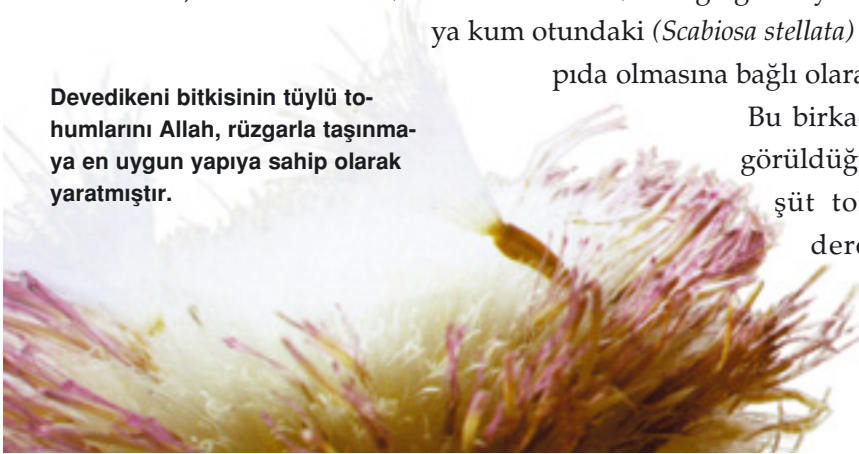 ya kum otundaki (Scabiosa stellata)
pıda olmasına bağlı olara
Bu birka
görüldüğ
şüt to
dere
Devedikeni bitkisinin tüylü to-
humlarını Allah, rüzgarla taşınma-
ya en uygun yapıya sahip olarak
yaratmıştır.